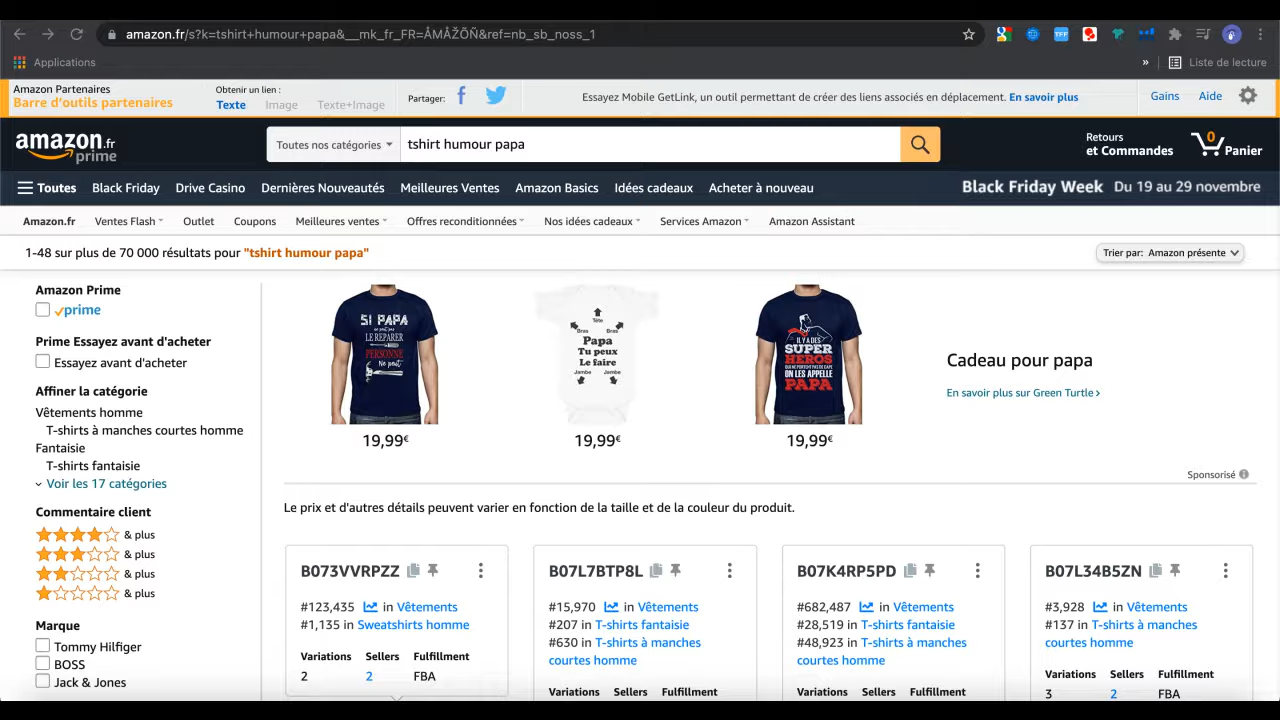 amazon.fr/s?k=tshirt+humour+papa&__mk_fr_FR=ÅMÅŽÕÑ&ref=nb_sb_noss_1
Applications
»
Liste de lecture
Amazon Partenaires
Barre d'outils partenaires
Obtenir un lien :
Texte Image Texte+Image
Partager:
Essayez Mobile GetLink, un outil permettant de créer des liens associés en déplacement. En savoir plus
Gains Aide
amazon.fr
prime
Toutes nos catégories
tshirt humour papa
Retours
et Commandes
0
Panier
Toutes Black Friday Drive Casino Dernières Nouveautés Meilleures Ventes Amazon Basics Idées cadeaux Acheter à nouveau
Black Friday Week Du 19 au 29 novembre
Amazon.fr Ventes Flash Outlet Coupons Meilleures ventes Offres reconditionnées Nos idées cadeaux Services Amazon Amazon Assistant
1-48 sur plus de 70 000 résultats pour "tshirt humour papa"
Trier par: Amazon présente
Amazon Prime
prime
Prime Essayez avant d'acheter
Essayez avant d'acheter
Affiner la catégorie
Vêtements homme
T-shirts à manches courtes homme
Fantaisie
T-shirts fantaisie
Voir les 17 catégories
Commentaire client
& plus
& plus
& plus
& plus
Marque
Tommy Hilfiger
BOSS
Jack & Jones
SI PAPA
ne peut pas
LE REPARER
PERSONNE
Ne peut
19,99€
Tête
Bras Bras
Papa
Tu peux
Le faire
Jambe Jambe
19,99€
IL Y A DES
SUPER
HEROS
QUI NE PORTENT PAS DE CAPE
ON LES APPELLE
PAPA
19,99€
Cadeau pour papa
En savoir plus sur Green Turtle
Sponsorisé
Le prix et d'autres détails peuvent varier en fonction de la taille et de la couleur du produit.
B073VVRPZZ
#123,435 in Vêtements
#1,135 in Sweatshirts homme
Variations Sellers Fulfillment
2 2 FBA
B07L7BTP8L
#15,970 in Vêtements
#207 in T-shirts fantaisie
#630 in T-shirts à manches
courtes homme
Variations Sellers Fulfillment
B07K4RP5PD
#682,487 in Vêtements
#28,519 in T-shirts fantaisie
#48,923 in T-shirts à manches
courtes homme
Variations Sellers Fulfillment
B07L34B5ZN
#3,928 in Vêtements
#137 in T-shirts à manches
courtes homme
Variations Sellers Fulfillment
3 2 FBA